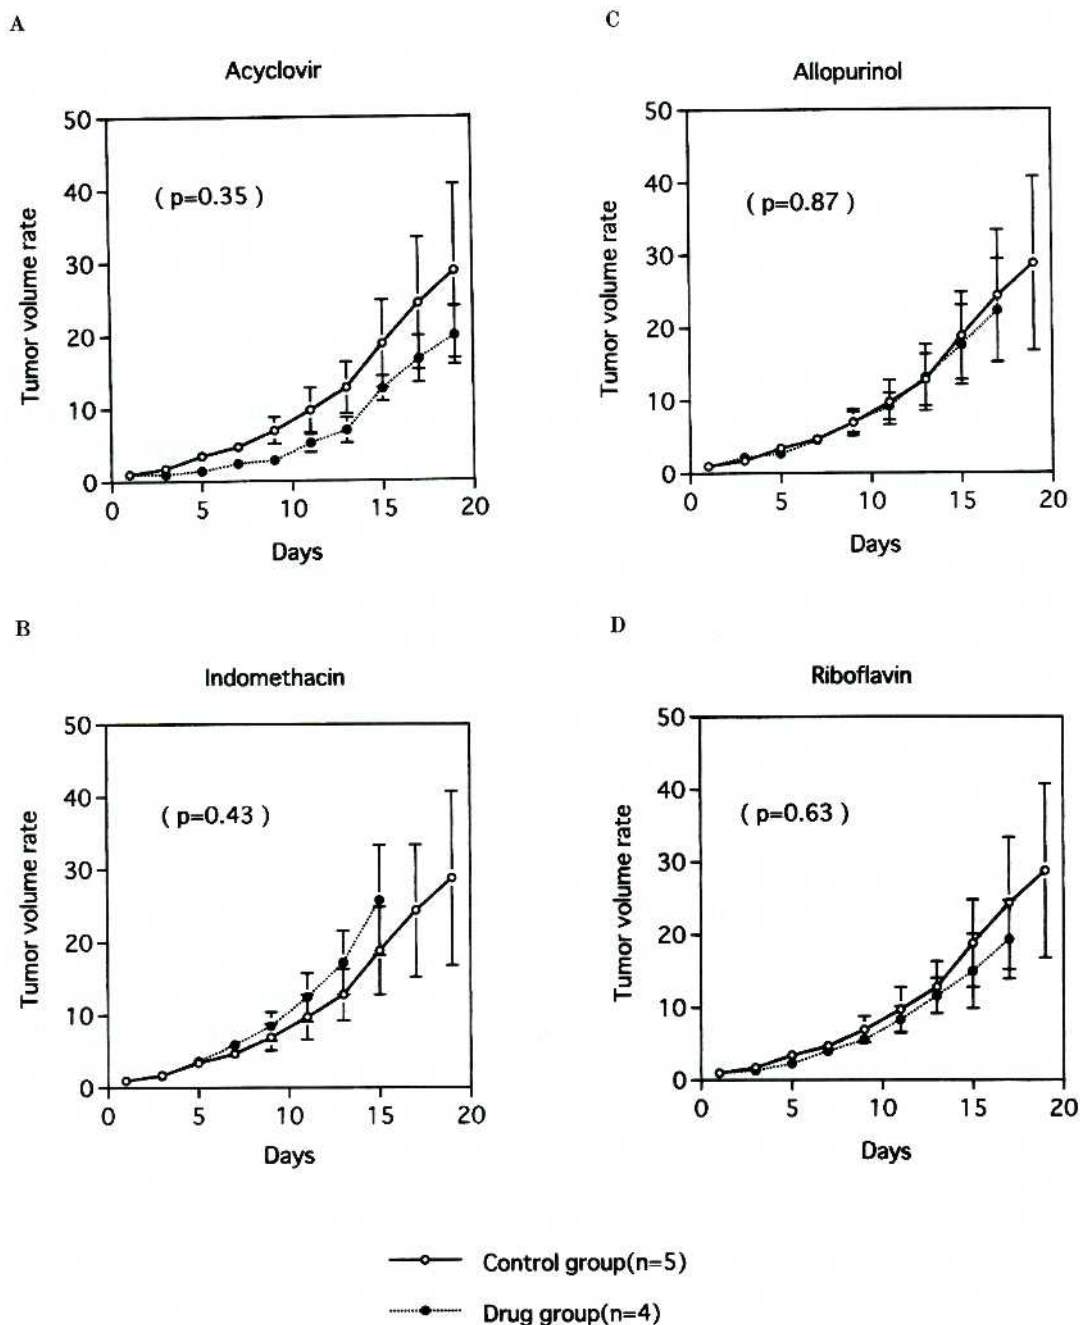 A
Acyclovir
50
40
30
20
10
0
( p=0.35 )
Tumor volume rate
0 5 10 15 20
Days
B
Indomethacin
50
40
30
20
10
0
( p=0.43 )
Tumor volume rate
0 5 10 15 20
Days
C
Allopurinol
50
40
30
20
10
0
( p=0.87 )
Tumor volume rate
0 5 10 15 20
Days
D
Riboflavin
50
40
30
20
10
0
( p=0.63 )
Tumor volume rate
0 5 10 15 20
Days
Control group(n=5)
Drug group(n=4)